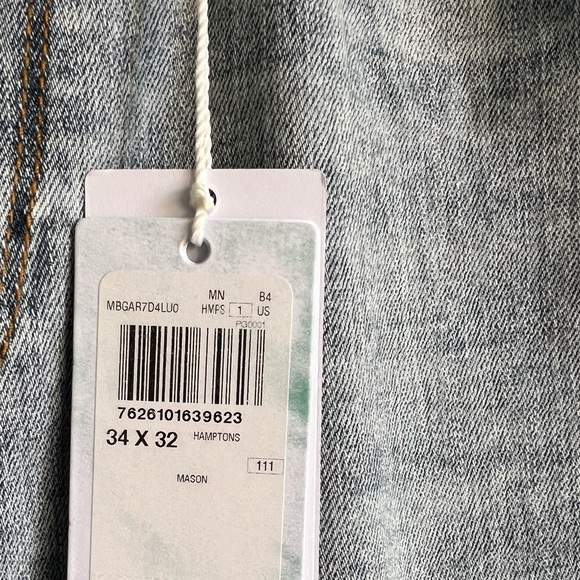 MN B4
MBGAR7D4LU0 HMPS 1 US
PG0001
7626101639623
34 X 32 HAMPTONS
111
MASON